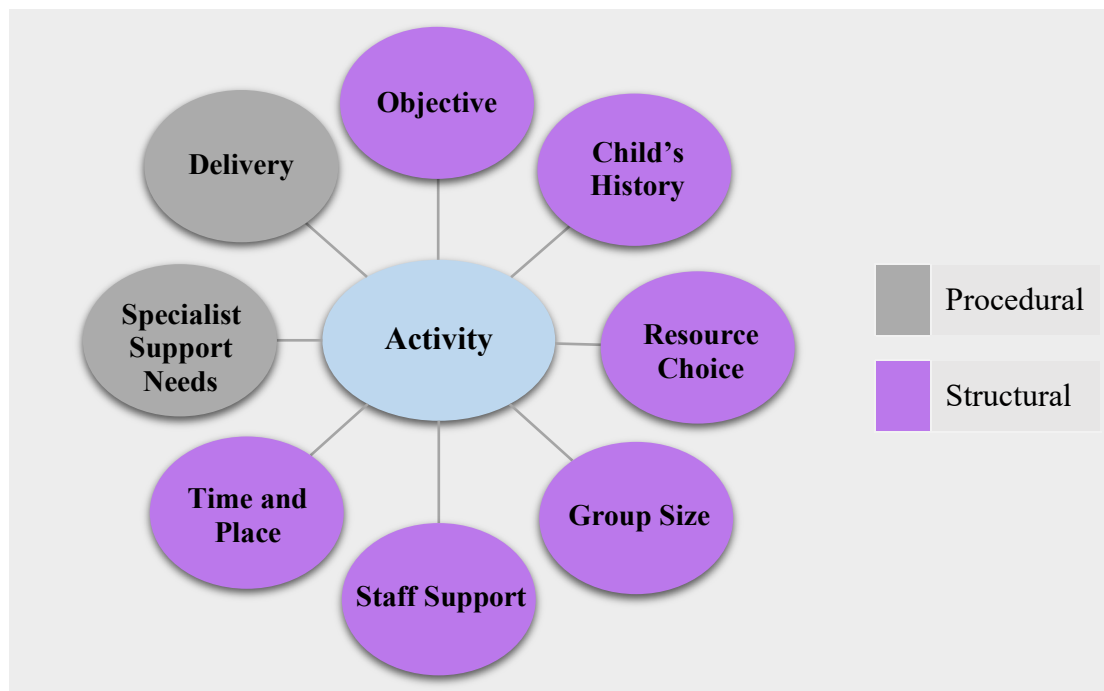 Objective
Child’s
History
Delivery
Specialist
Support
Needs
Activity
Resource
Choice
Time and
Place
Group Size
Staff Support
Procedural
Structural